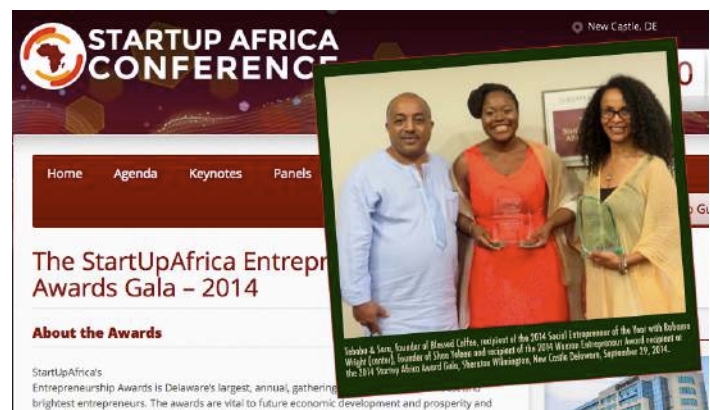 STARTUP AFRICA
CONFERENCE
New Castle, DE
Home Agenda Keynotes Panels
The StartUpAfrica Entrepr
Awards Gala – 2014
About the Awards
StartUpAfrica's
Entrepreneurship Awards is Delaware's largest, annual, gathering
brightest entrepreneurs. The awards are vital to future economic development and prosperity and
Tebabu & Sara, founder of Blessed Coffee, recipient of the 2014 Social Entrepreneur of the Year with Rahama
Wright (center), founder of Shea Yeleen and recipient of the 2014 Woman Entrepreneur Award recipient at
the 2014 Startup Africa Award Gala, Sheraton Wilmington, New Castle Delaware, September 29, 2014..